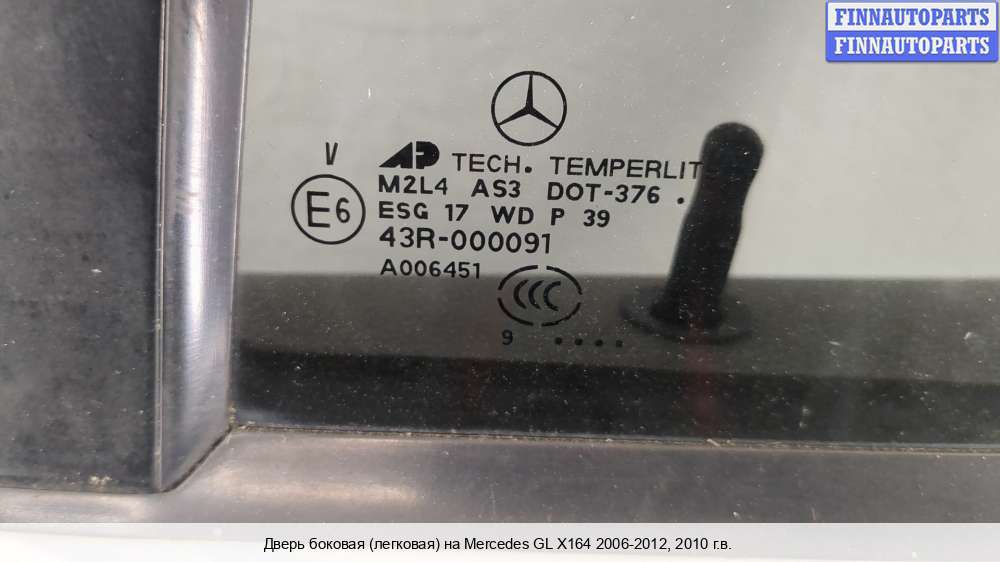 FINNAUTOPARTS
FINNAUTOPARTS
V
AP TECH. TEMPERLIT
E6
M2L4 AS3 DOT-376 .
ESG 17 WD P 39
43R-000091
A006451
CCC
9 ....
Дверь боковая (легковая) на Mercedes GL X164 2006-2012, 2010 г.в.